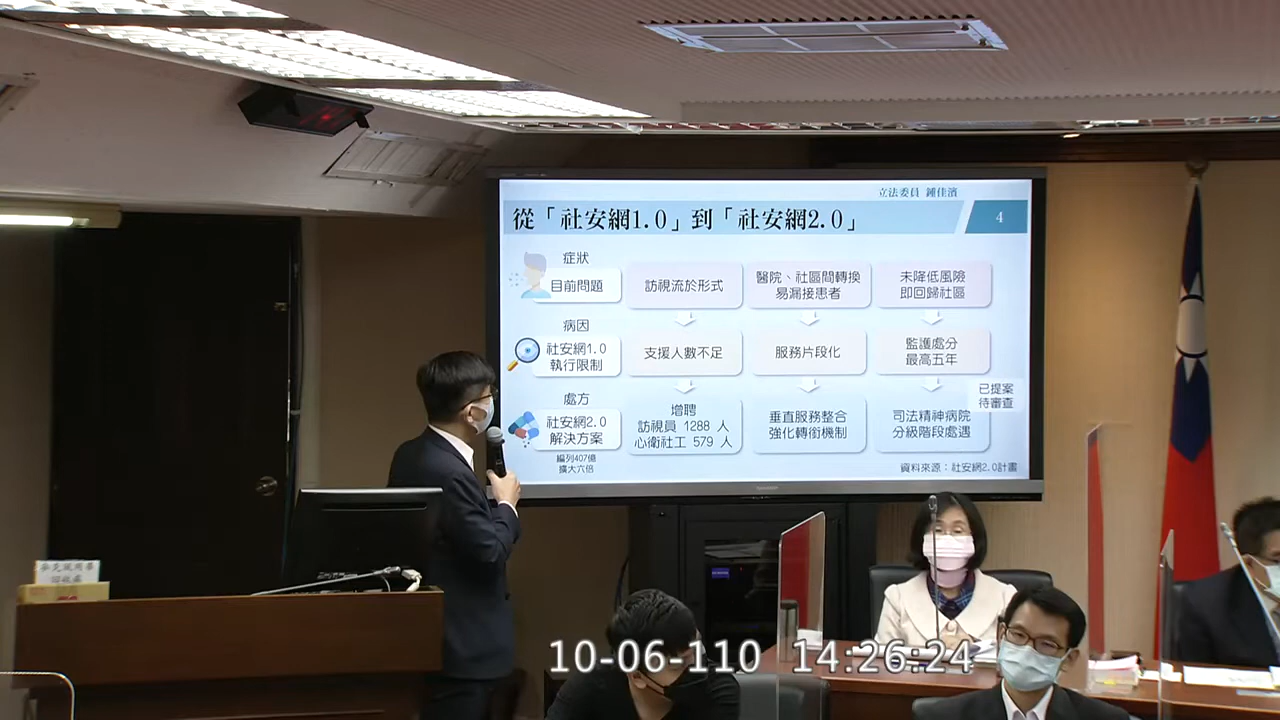 立法委員 鍾佳濱
從「社安網1.0」到「社安網2.0」
4
症狀
目前問題
訪視流於形式
醫院、社區間轉換
易漏接患者
未降低風險
即回歸社區
病因
社安網1.0
執行限制
支援人數不足
服務片段化
監護處分
最高五年
已提案
待審查
處方
社安網2.0
解決方案
編列407億
擴大六倍
增聘
訪視員 1288 人
心衛社工 579 人
垂直服務整合
強化轉銜機制
司法精神病院
分級階段處遇
資料來源：社安網2.0計畫
麥克風用畢
回收處
10-06-110 14:26:24